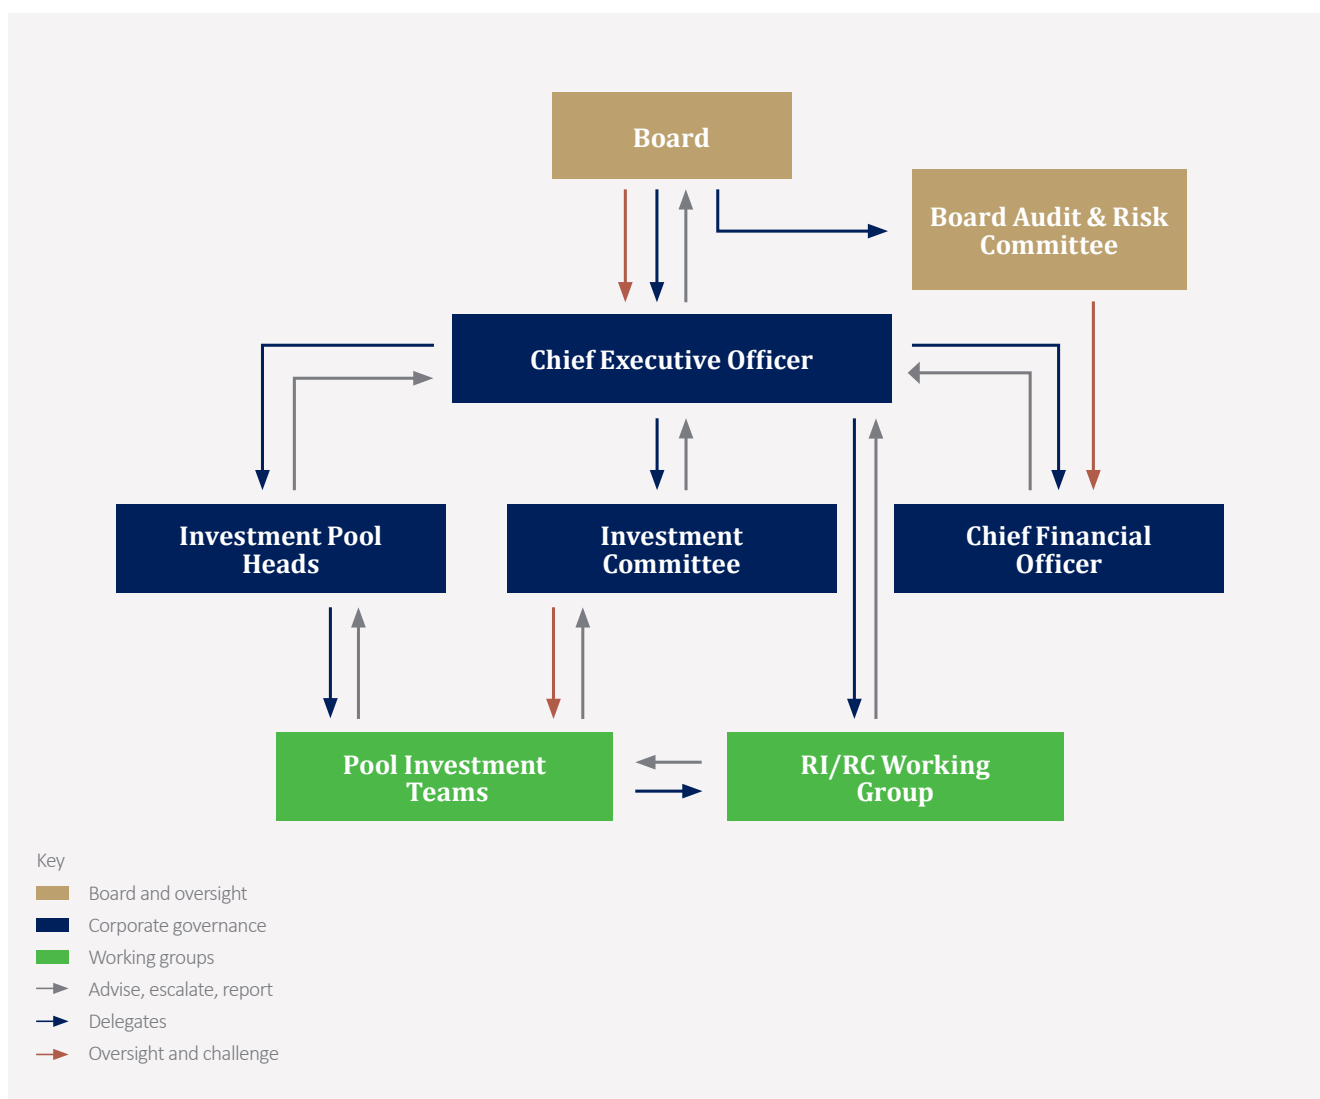 Board
Board Audit & Risk
Committee
Chief Executive Officer
Investment Pool
Heads
Investment
Committee
Chief Financial
Officer
Pool Investment
Teams
RI/RC Working
Group
Key
Board and oversight
Corporate governance
Working groups
Advise, escalate, report
Delegates
Oversight and challenge